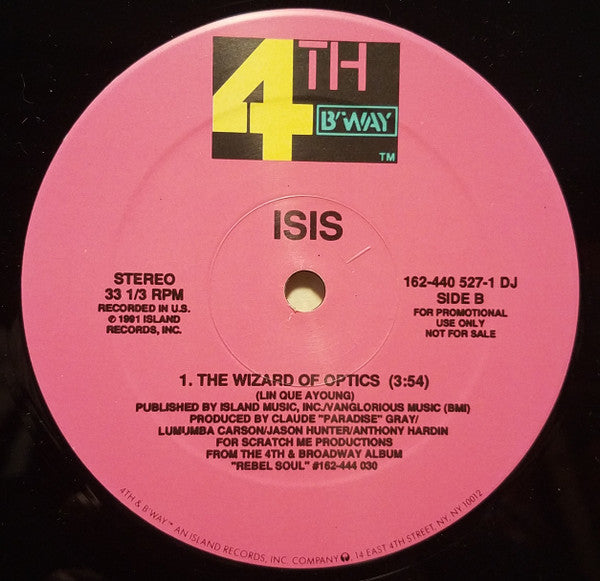 4TH
B'WAY
TM
ISIS
STEREO
33 1/3 RPM
RECORDED IN U.S.
℗ 1991 ISLAND
RECORDS, INC.
162-440 527-1 DJ
SIDE B
FOR PROMOTIONAL
USE ONLY
NOT FOR SALE
1. THE WIZARD OF OPTICS (3:54)
(LIN QUE AYOUNG)
PUBLISHED BY ISLAND MUSIC, INC./VANGLORIOUS MUSIC (BMI)
PRODUCED BY CLAUDE "PARADISE" GRAY/
LUMUMBA CARSON/JASON HUNTER/ANTHONY HARDIN
FOR SCRATCH ME PRODUCTIONS
FROM THE 4TH & BROADWAY ALBUM
"REBEL SOUL" #162-444 030
4TH & B'WAY™ AN ISLAND RECORDS, INC. COMPANY 14 EAST 4TH STREET, NY, NY 10012